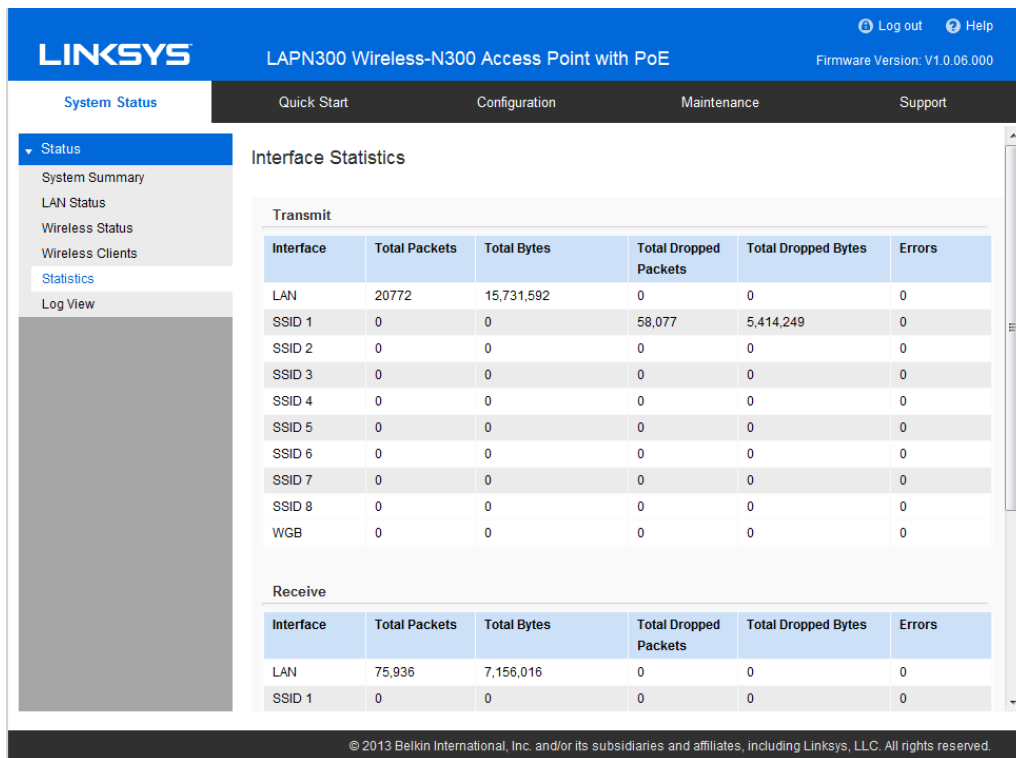 Log out Help
LINKSYS LAPN300 Wireless-N300 Access Point with PoE Firmware Version: V1.0.06.000
System Status Quick Start Configuration Maintenance Support
Status
System Summary
LAN Status
Wireless Status
Wireless Clients
Statistics
Log View
Interface Statistics
Transmit
Interface Total Packets Total Bytes Total Dropped Packets Total Dropped Bytes Errors
LAN 20772 15,731,592 0 0 0
SSID 1 0 0 58,077 5,414,249 0
SSID 2 0 0 0 0 0
SSID 3 0 0 0 0 0
SSID 4 0 0 0 0 0
SSID 5 0 0 0 0 0
SSID 6 0 0 0 0 0
SSID 7 0 0 0 0 0
SSID 8 0 0 0 0 0
WGB 0 0 0 0 0
Receive
Interface Total Packets Total Bytes Total Dropped Packets Total Dropped Bytes Errors
LAN 75,936 7,156,016 0 0 0
SSID 1 0 0 0 0 0
© 2013 Belkin International, Inc. and/or its subsidiaries and affiliates, including Linksys, LLC. All rights reserved.